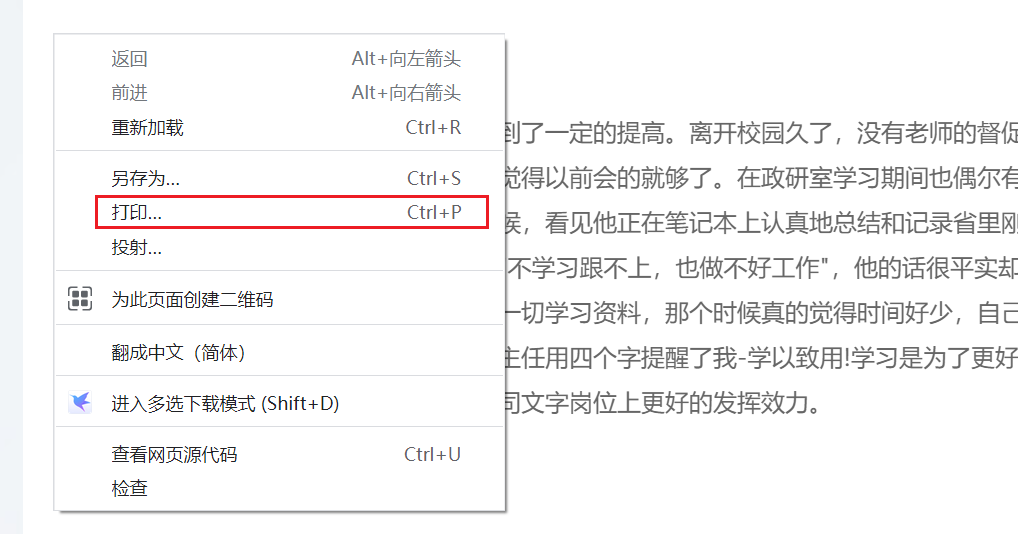 返回 Alt+向左箭头
前进 Alt+向右箭头
重新加载 Ctrl+R
另存为... Ctrl+S
打印... Ctrl+P
投射...
为此页面创建二维码
翻成中文（简体）
进入多选下载模式 (Shift+D)
查看网页源代码 Ctrl+U
检查
到了一定的提高。离开校园久了，没有老师的督促
觉得以前会的就够了。在政研室学习期间也偶尔有
候，看见他正在笔记本上认真地总结和记录省里刚
不学习跟不上，也做不好工作"，他的话很平实却
一切学习资料，那个时候真的觉得时间好少，自己
主任用四个字提醒了我-学以致用!学习是为了更好
司文字岗位上更好的发挥效力。